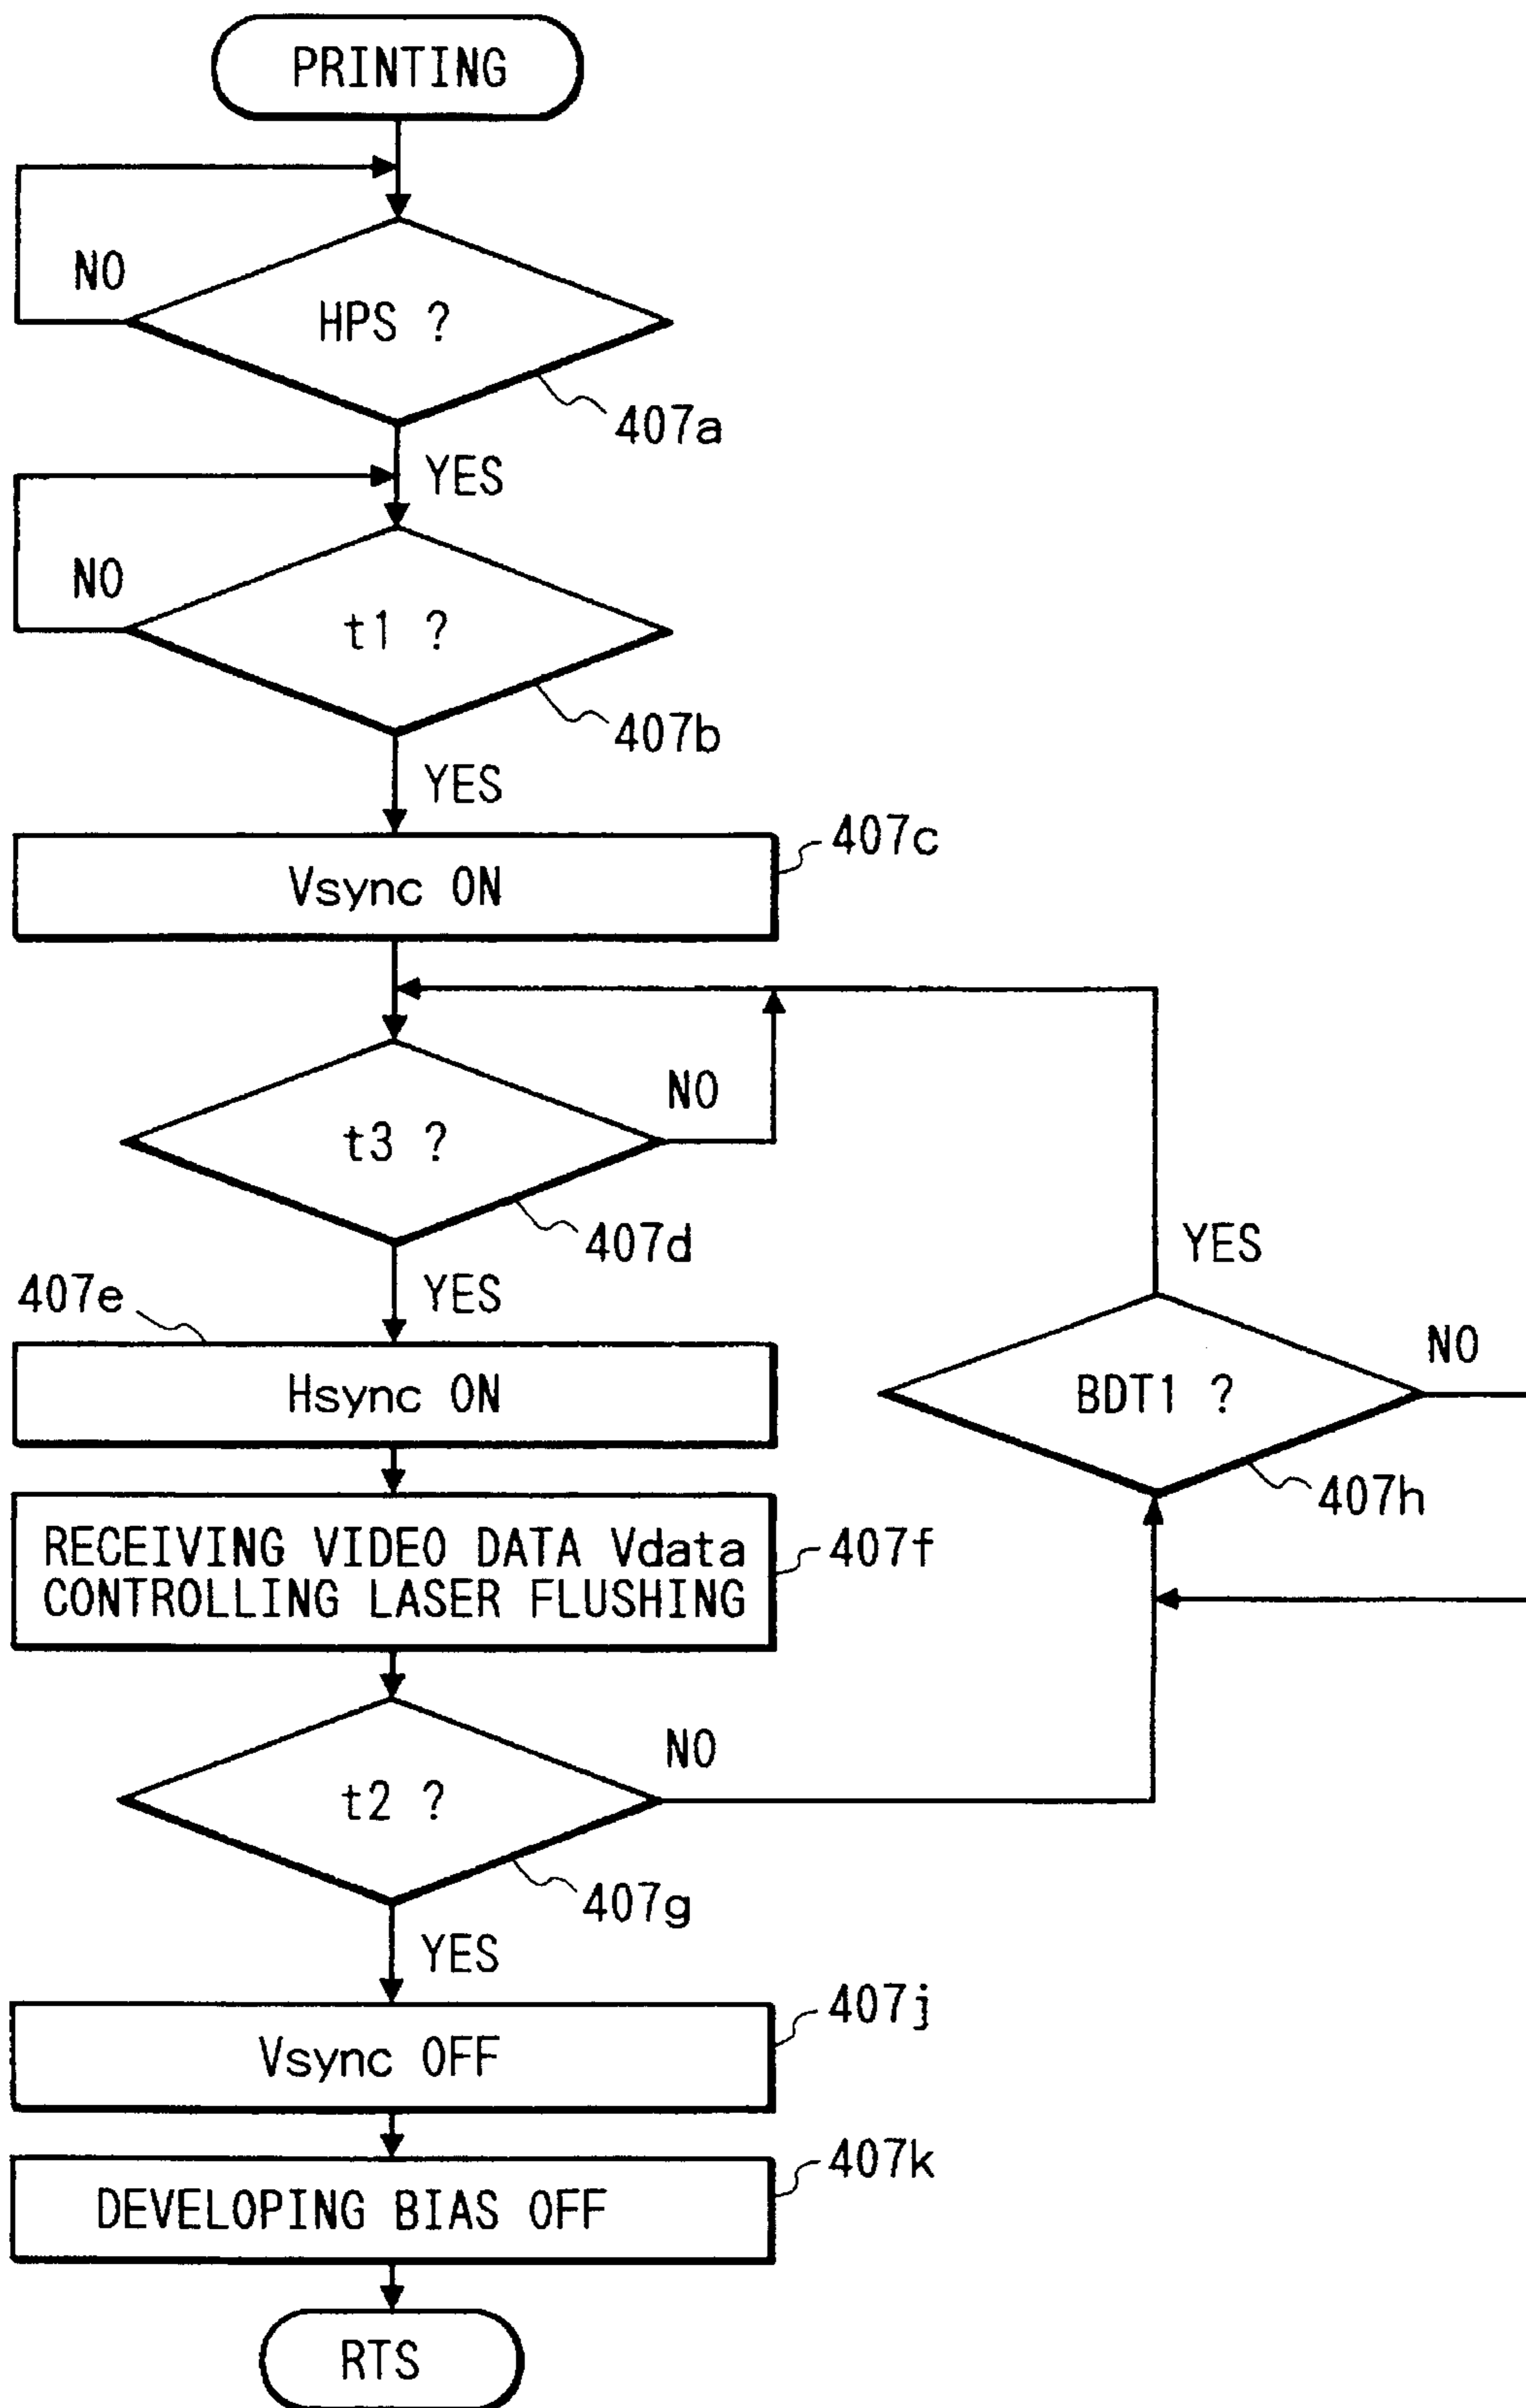 PRINTING
NO
HPS ?
407a
YES
NO
t1 ?
407b
YES
407c
Vsync ON
NO
t3 ?
407d
YES
YES
407e
Hsync ON
NO
BDT1 ?
407h
RECEIVING VIDEO DATA Vdata
CONTROLLING LASER FLUSHING
407f
NO
t2 ?
407g
YES
407j
Vsync OFF
407k
DEVELOPING BIAS OFF
RTS